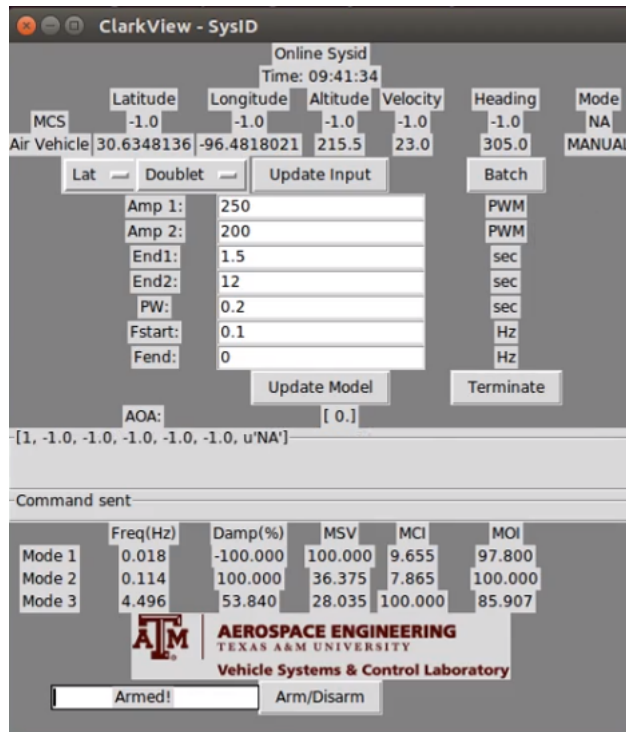 ClarkView - SysID
Online Sysid
Time: 09:41:34
Latitude Longitude Altitude Velocity Heading Mode
MCS -1.0 -1.0 -1.0 -1.0 -1.0 NA
Air Vehicle 30.6348136 -96.4818021 215.5 23.0 305.0 MANUAL
Lat Doublet Update Input Batch
Amp 1: 250 PWM
Amp 2: 200 PWM
End1: 1.5 sec
End2: 12 sec
PW: 0.2 sec
Fstart: 0.1 Hz
Fend: 0 Hz
Update Model Terminate
AOA: [ 0.]
[1, -1.0, -1.0, -1.0, -1.0, -1.0, u'NA']
Command sent
Freq(Hz) Damp(%) MSV MCI MOI
Mode 1 0.018 -100.000 100.000 9.655 97.800
Mode 2 0.114 100.000 36.375 7.865 100.000
Mode 3 4.496 53.840 28.035 100.000 85.907
ATM AEROSPACE ENGINEERING
TEXAS A&M UNIVERSITY
Vehicle Systems & Control Laboratory
Armed! Arm/Disarm